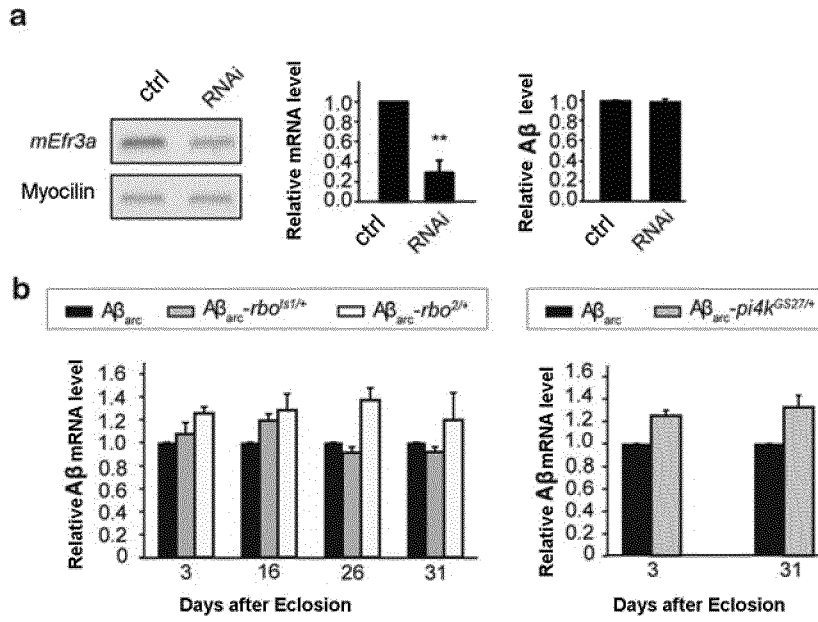 a
ctrl RNAi
mEfr3a
Myocilin
Relative mRNA level
1.0
0.8
0.6
0.4
0.2
0.0
**
ctrl RNAi
Relative Aβ level
1.0
0.8
0.6
0.4
0.2
0.0
ctrl RNAi
b
Aβarc Aβarc-rbots1/+ Aβarc-rbo2/+
Relative Aβ mRNA level
1.6
1.4
1.2
1.0
0.8
0.6
0.4
0.2
0
3 16 26 31
Days after Eclosion
Aβarc Aβarc-pi4kGS27/+
Relative Aβ mRNA level
1.6
1.4
1.2
1.0
0.8
0.6
0.4
0.2
0
3 31
Days after Eclosion